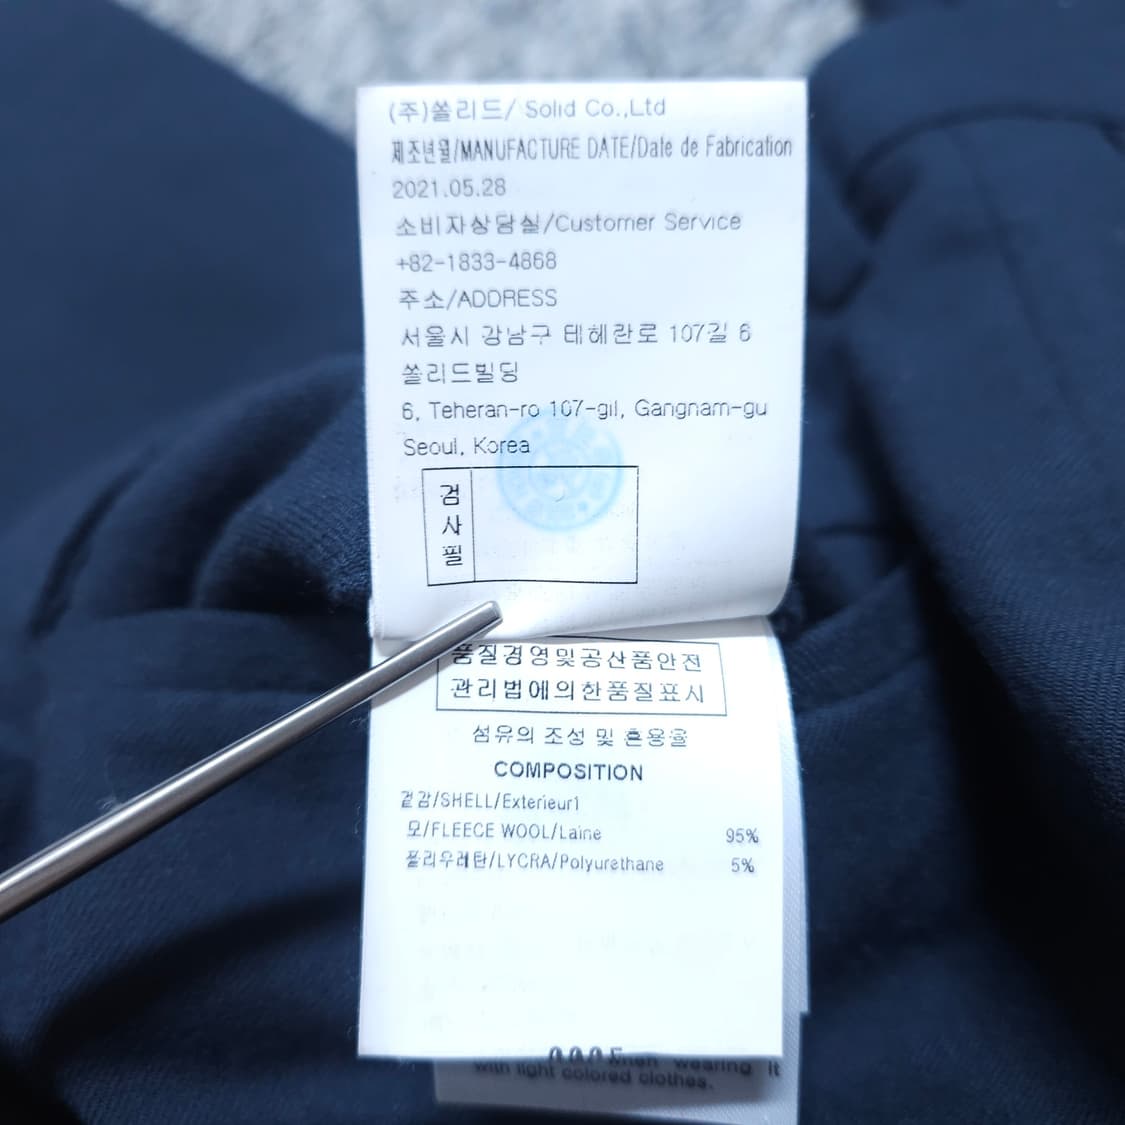 (주)쏠리드/ Solid Co.,Ltd
제조년월/MANUFACTURE DATE/Date de Fabrication
2021.05.28
소비자상담실/Customer Service
+82-1833-4868
주소/ADDRESS
서울시 강남구 테헤란로 107길 6
쏠리드빌딩
6, Teheran-ro 107-gil, Gangnam-gu
Seoul, Korea
검
사
필
품질경영및공산품안전
관리법에의한품질표시
섬유의 조성 및 혼용율
COMPOSITION
겉감/SHELL/Exterieur1
모/FLEECE WOOL/Laine 95%
폴리우레탄/LYCRA/Polyurethane 5%
when wearing it
with light colored clothes.